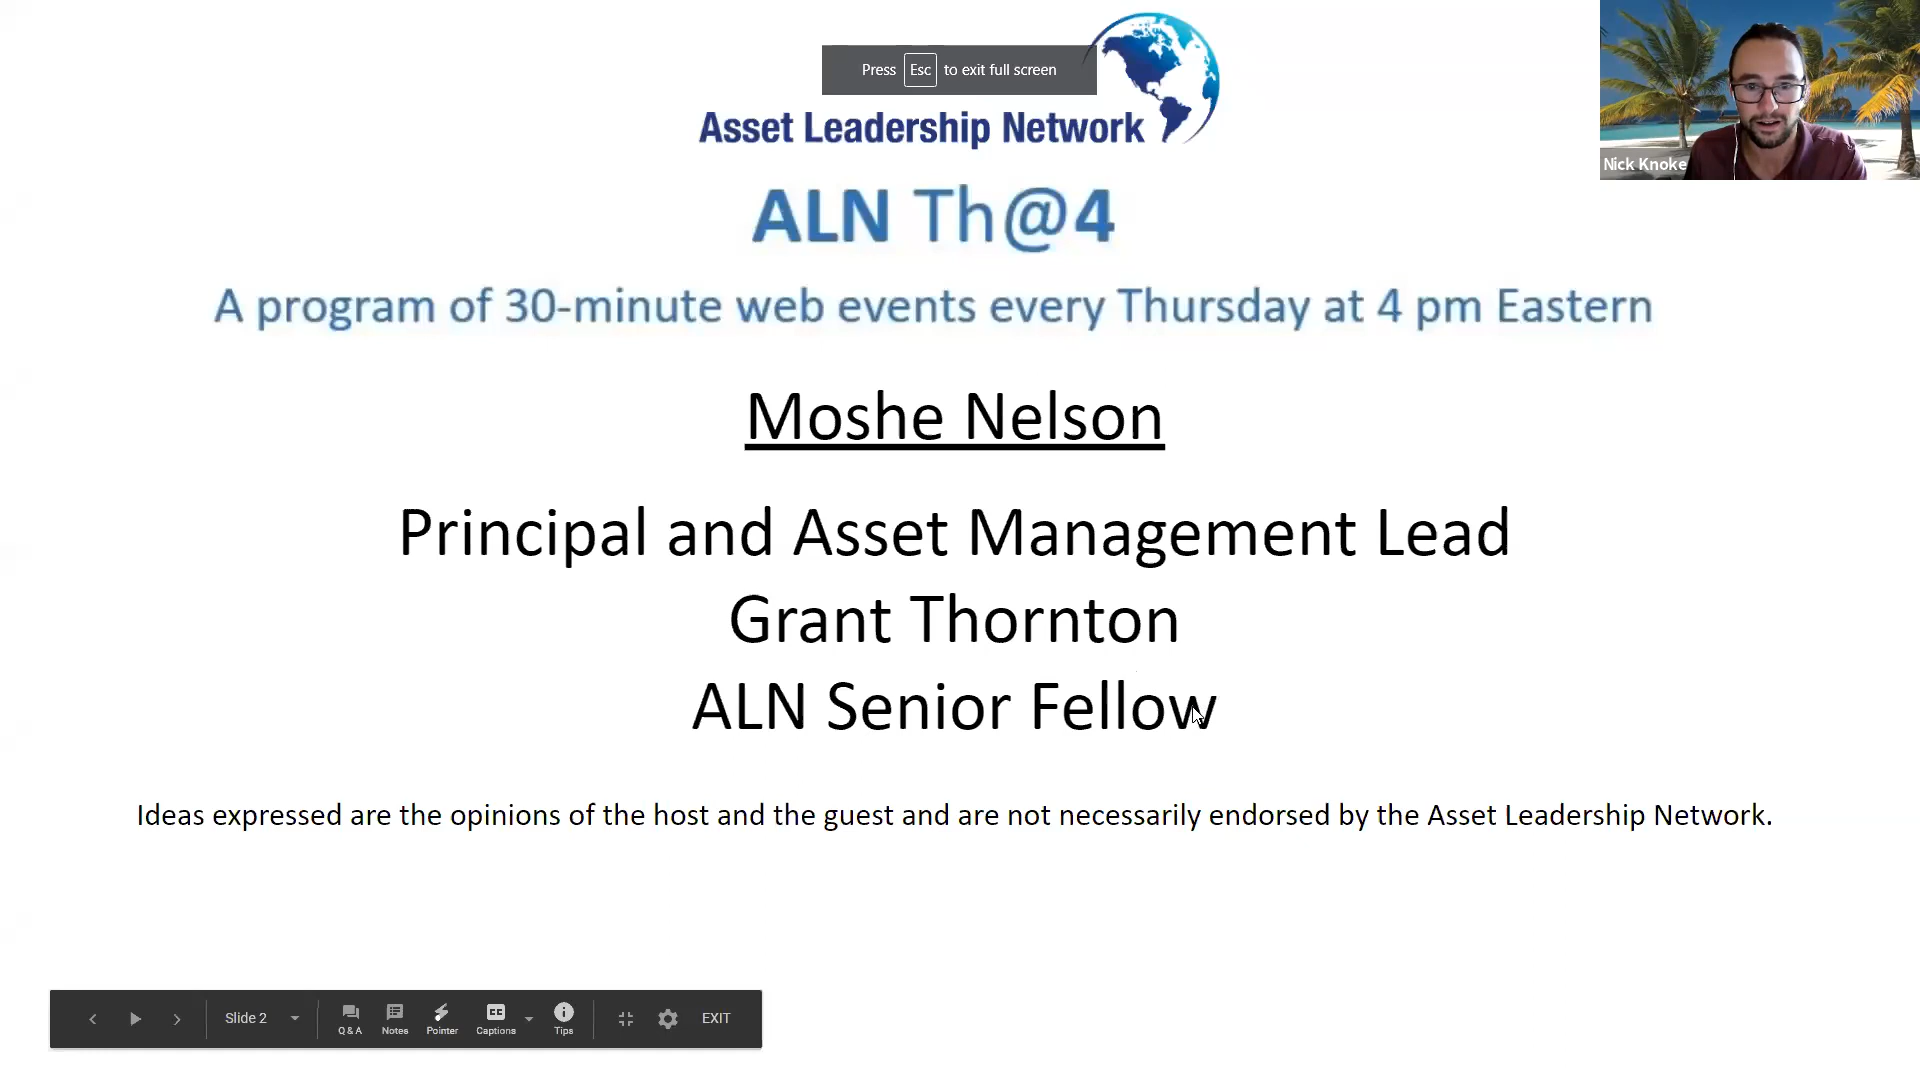 Press Esc to exit full screen
Asset Leadership Network
Nick Knoke
ALN Th@4
A program of 30-minute web events every Thursday at 4 pm Eastern
Moshe Nelson
Principal and Asset Management Lead
Grant Thornton
ALN Senior Fellow
Ideas expressed are the opinions of the host and the guest and are not necessarily endorsed by the Asset Leadership Network.
Slide 2
Q & A
Notes
Pointer
CC
Captions
Tips
EXIT